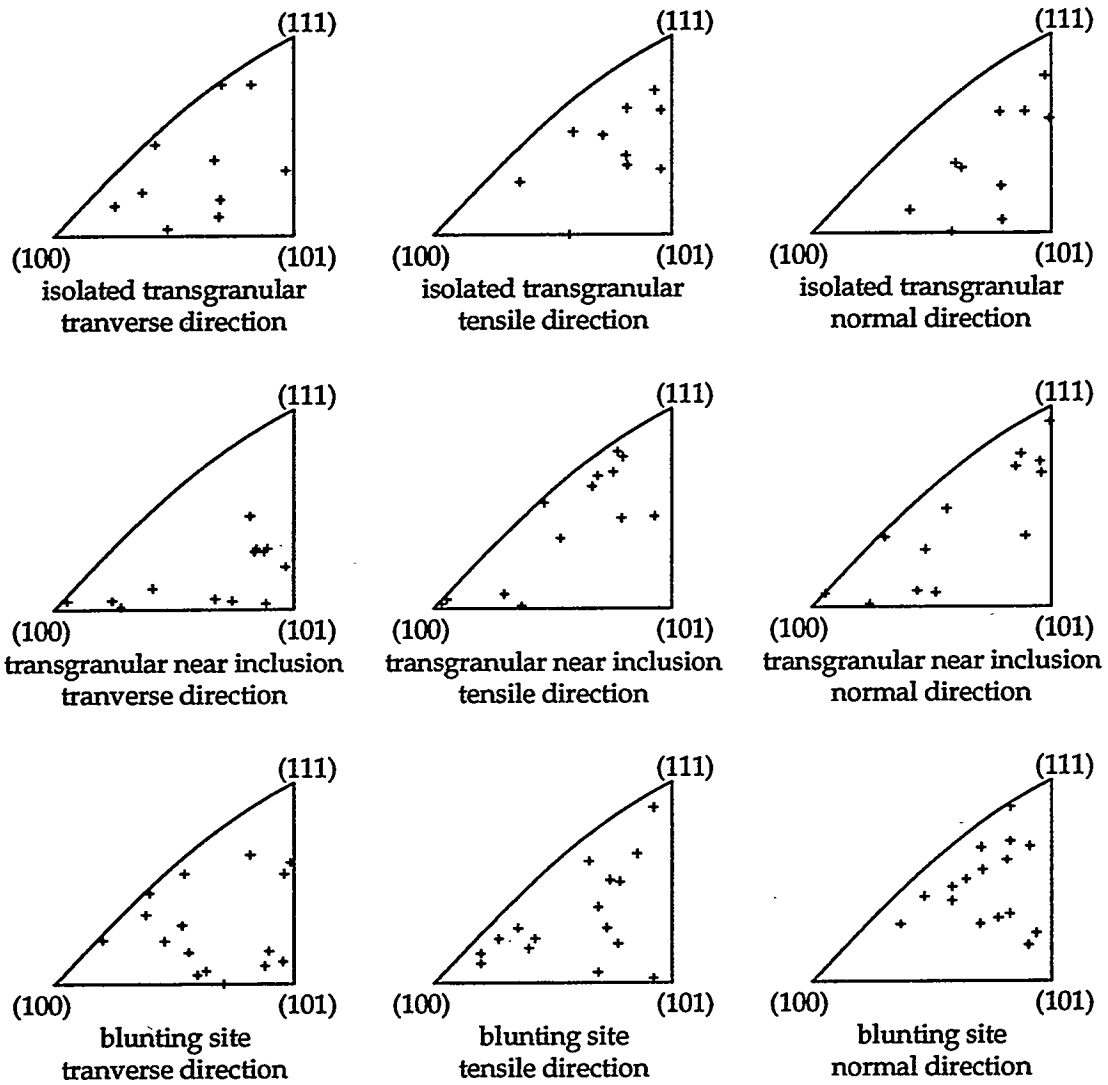 (111)
(100) (101)
isolated transgranular
tranverse direction
(111)
(100) (101)
isolated transgranular
tensile direction
(111)
(100) (101)
isolated transgranular
normal direction
(111)
(100) (101)
transgranular near inclusion
tranverse direction
(111)
(100) (101)
transgranular near inclusion
tensile direction
(111)
(100) (101)
transgranular near inclusion
normal direction
(111)
(100) (101)
blunting site
tranverse direction
(111)
(100) (101)
blunting site
tensile direction
(111)
(100) (101)
blunting site
normal direction